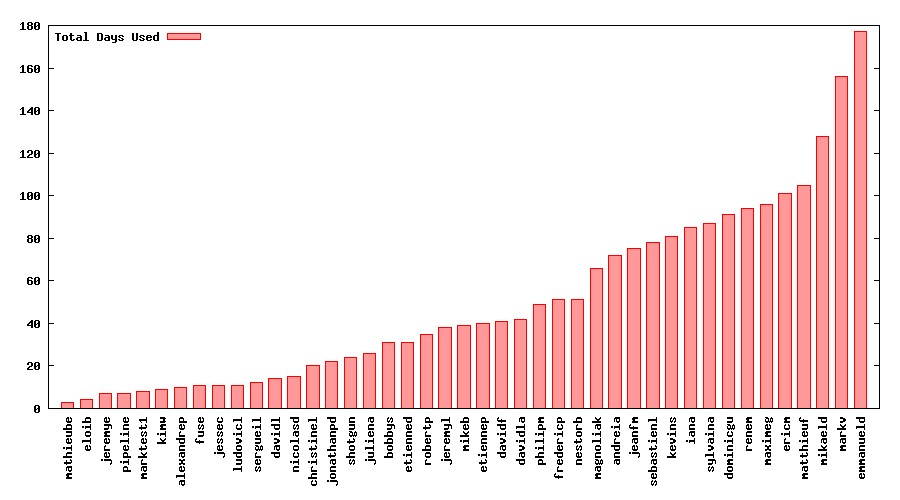 180
160
140
120
100
80
60
40
20
0
Total Days Used
mathieube
eloib
jeremye
pipeline
marktest1
kimw
alexandrep
fuse
jessec
ludovicl
sergueil
davidl
nicolasd
christinel
jonathanpd
shotgun
juliena
bobbys
etienned
robertp
jeremyl
mikeb
etiennep
davidf
davidla
philipm
fredericp
nestorb
magnoliak
andreia
jeanfm
sebastienl
kevins
iana
sylvaina
dominicgu
renem
maximeg
ericm
matthieuf
mikaeld
markv
emmanueld